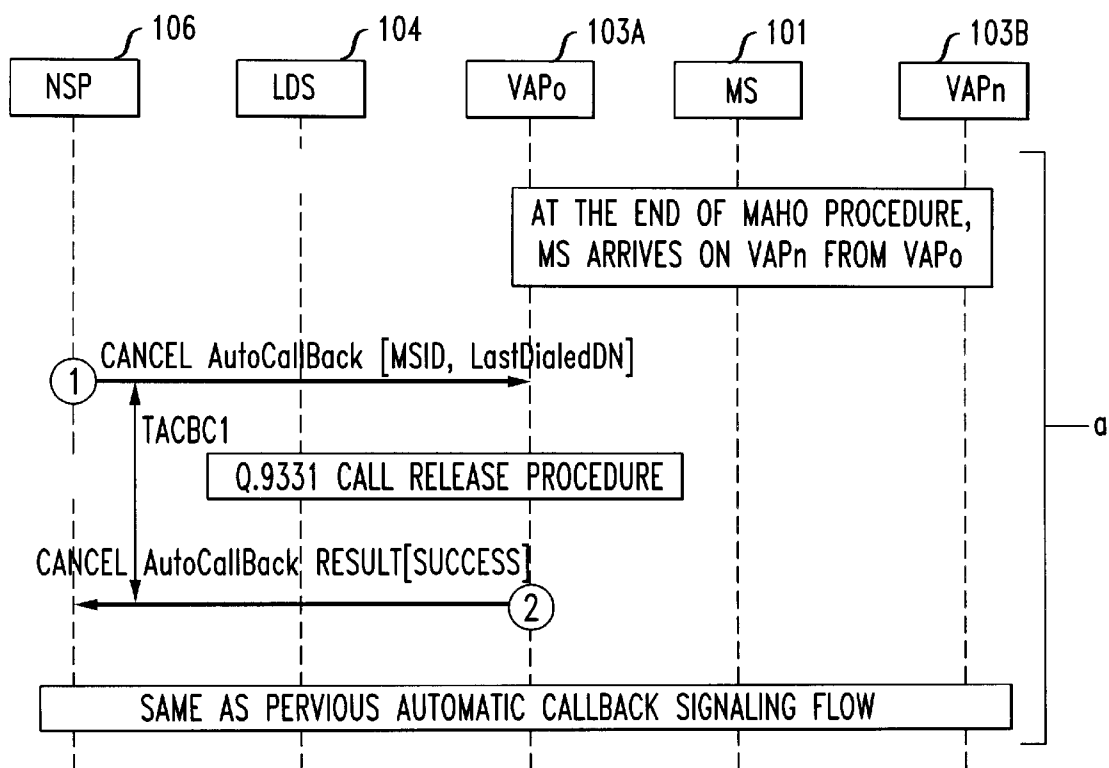 106 104 103A 101 103B
NSP LDS VAPo MS VAPn
AT THE END OF MAHO PROCEDURE,
MS ARRIVES ON VAPn FROM VAPo
CANCEL AutoCallBack [MSID, LastDialedDN]
1
TACBC1
a
Q.9331 CALL RELEASE PROCEDURE
CANCEL AutoCallBack RESULT[SUCCESS]
2
SAME AS PERVIOUS AUTOMATIC CALLBACK SIGNALING FLOW